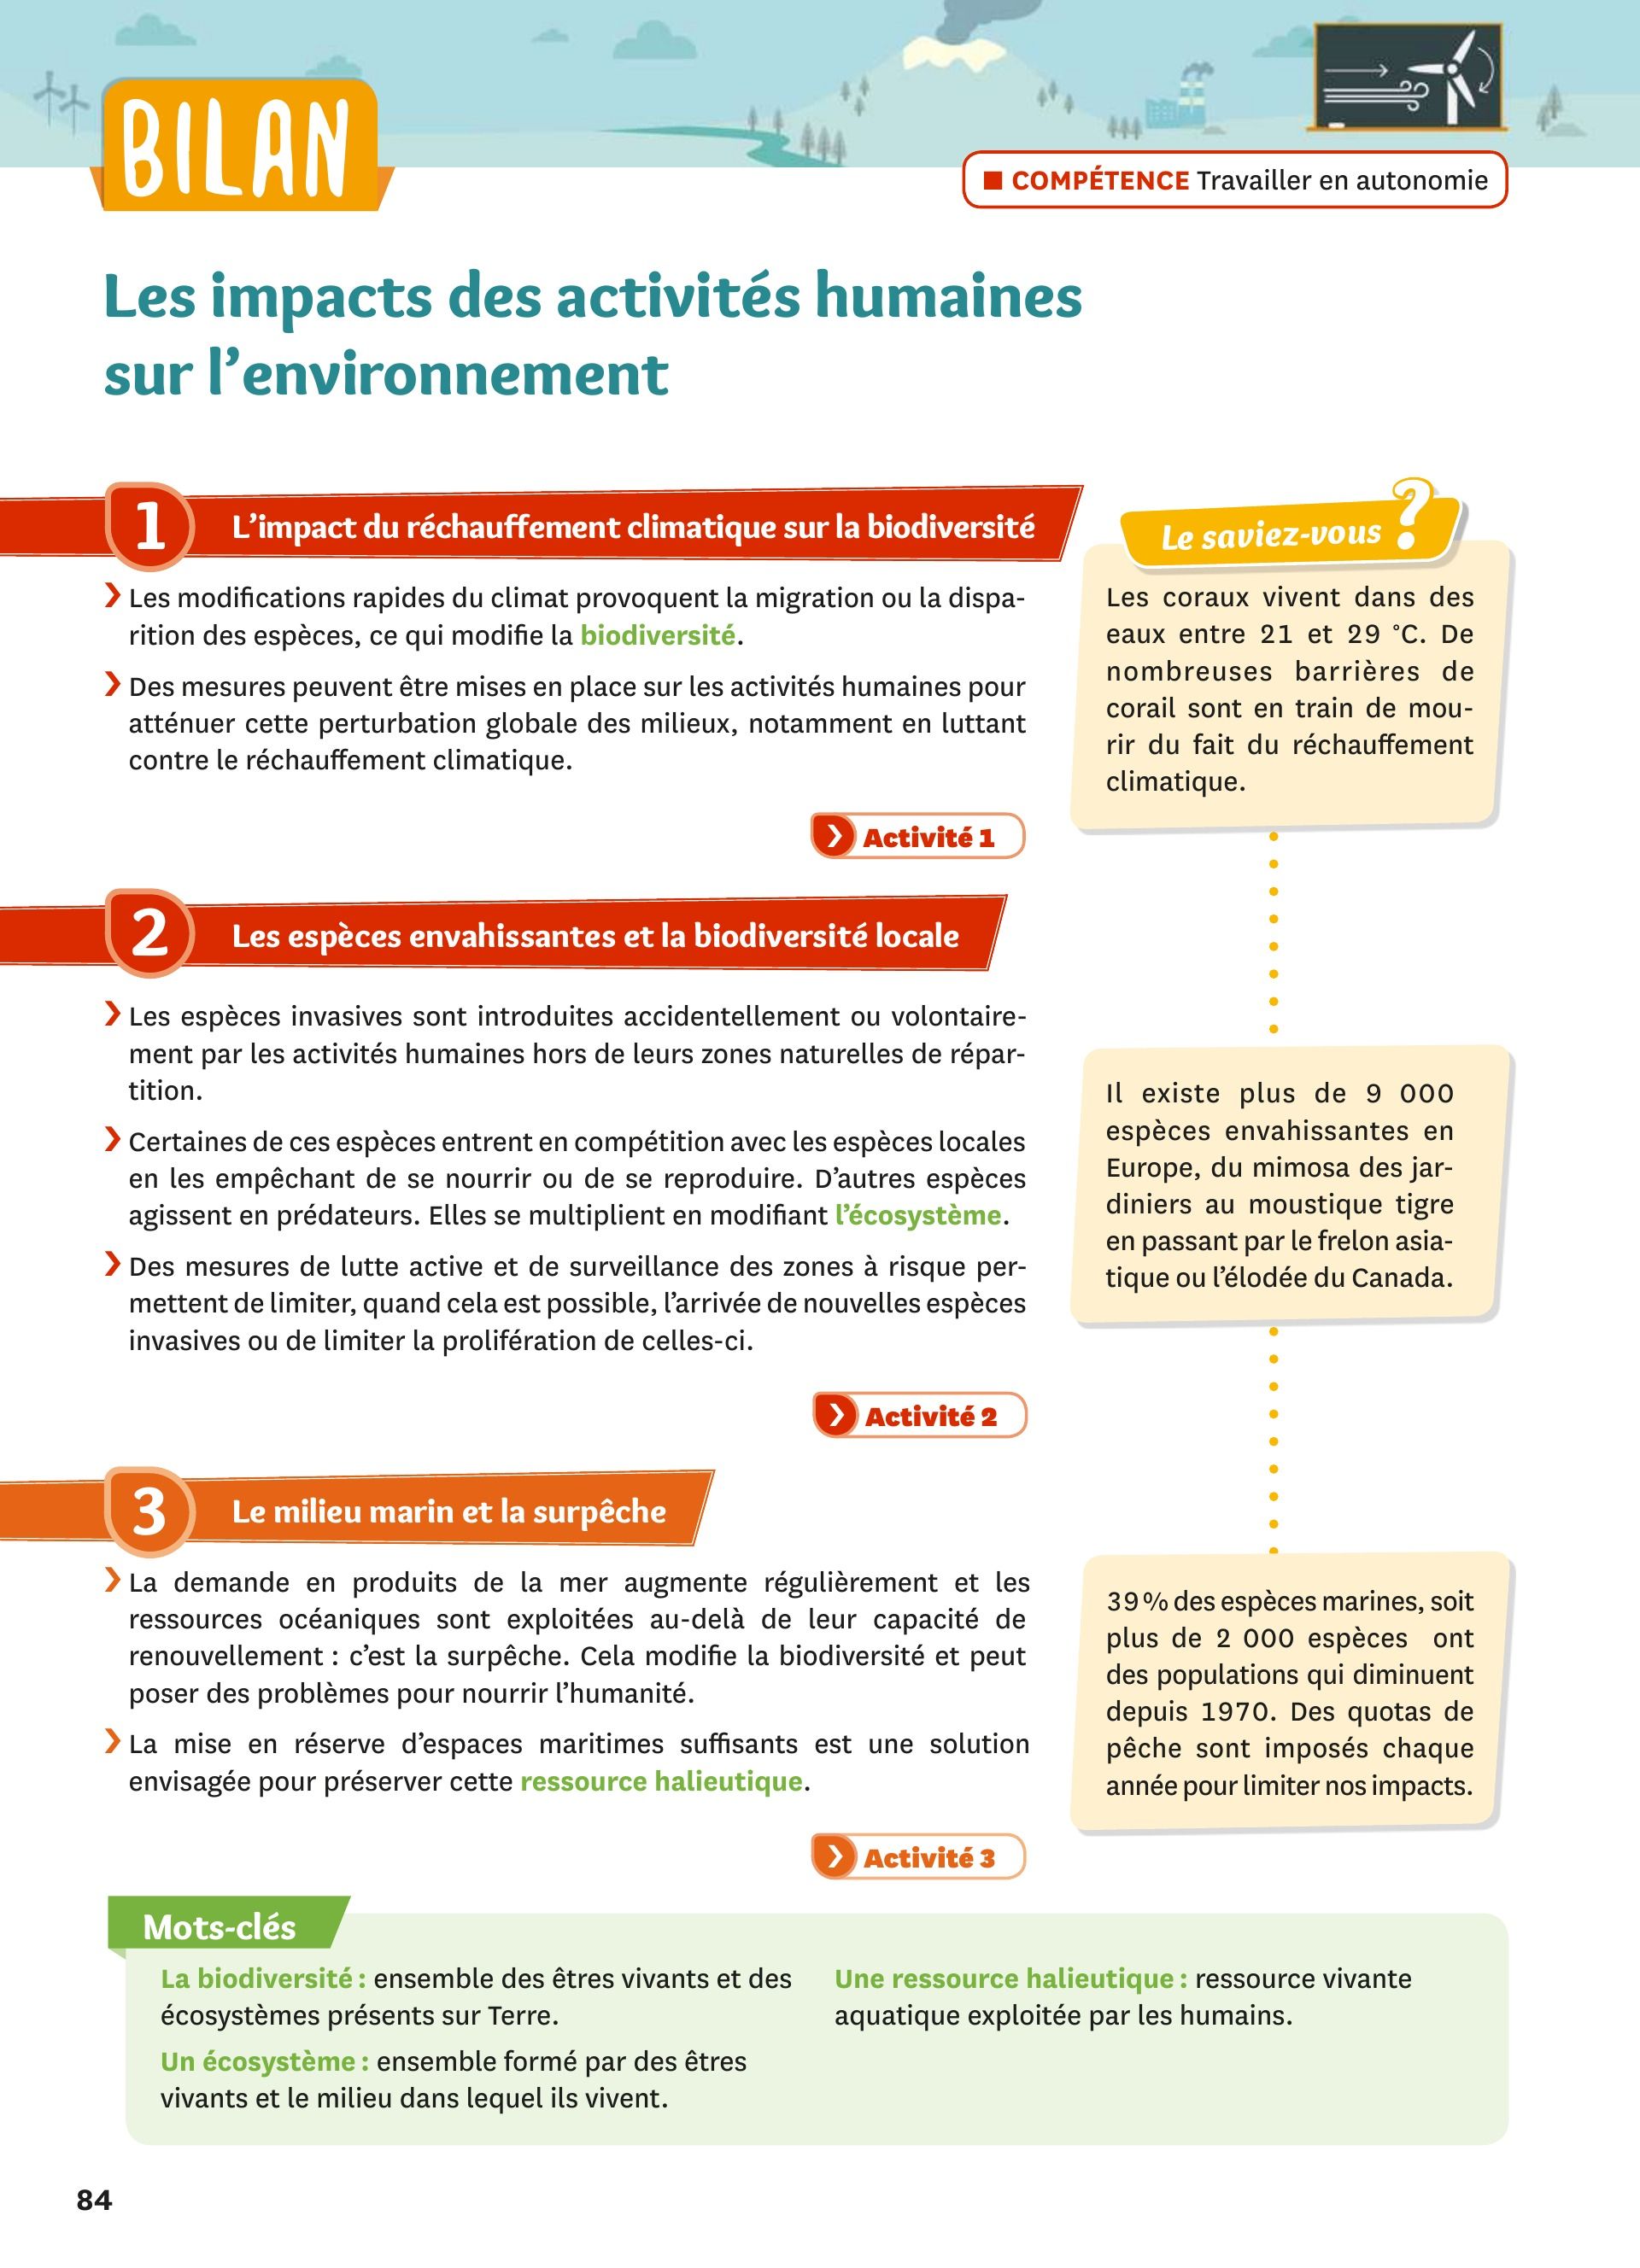 BILAN
■ COMPÉTENCE Travailler en autonomie
Les impacts des activités humaines
sur l’environnement
1 L’impact du réchauffement climatique sur la biodiversité
❯ Les modifications rapides du climat provoquent la migration ou la dispa-
rition des espèces, ce qui modifie la biodiversité.
❯ Des mesures peuvent être mises en place sur les activités humaines pour
atténuer cette perturbation globale des milieux, notamment en luttant
contre le réchauffement climatique.
❯ Activité 1
Le saviez-vous ?
Les coraux vivent dans des
eaux entre 21 et 29 °C. De
nombreuses barrières de
corail sont en train de mou-
rir du fait du réchauffement
climatique.
2 Les espèces envahissantes et la biodiversité locale
❯ Les espèces invasives sont introduites accidentellement ou volontaire-
ment par les activités humaines hors de leurs zones naturelles de répar-
tition.
❯ Certaines de ces espèces entrent en compétition avec les espèces locales
en les empêchant de se nourrir ou de se reproduire. D’autres espèces
agissent en prédateurs. Elles se multiplient en modifiant l’écosystème.
❯ Des mesures de lutte active et de surveillance des zones à risque per-
mettent de limiter, quand cela est possible, l’arrivée de nouvelles espèces
invasives ou de limiter la prolifération de celles-ci.
❯ Activité 2
Il existe plus de 9 000
espèces envahissantes en
Europe, du mimosa des jar-
diniers au moustique tigre
en passant par le frelon asia-
tique ou l’élodée du Canada.
3 Le milieu marin et la surpêche
❯ La demande en produits de la mer augmente régulièrement et les
ressources océaniques sont exploitées au-delà de leur capacité de
renouvellement : c’est la surpêche. Cela modifie la biodiversité et peut
poser des problèmes pour nourrir l’humanité.
❯ La mise en réserve d’espaces maritimes suffisants est une solution
envisagée pour préserver cette ressource halieutique.
❯ Activité 3
39 % des espèces marines, soit
plus de 2 000 espèces ont
des populations qui diminuent
depuis 1970. Des quotas de
pêche sont imposés chaque
année pour limiter nos impacts.
Mots-clés
La biodiversité : ensemble des êtres vivants et des
écosystèmes présents sur Terre.
Un écosystème : ensemble formé par des êtres
vivants et le milieu dans lequel ils vivent.
Une ressource halieutique : ressource vivante
aquatique exploitée par les humains.
84